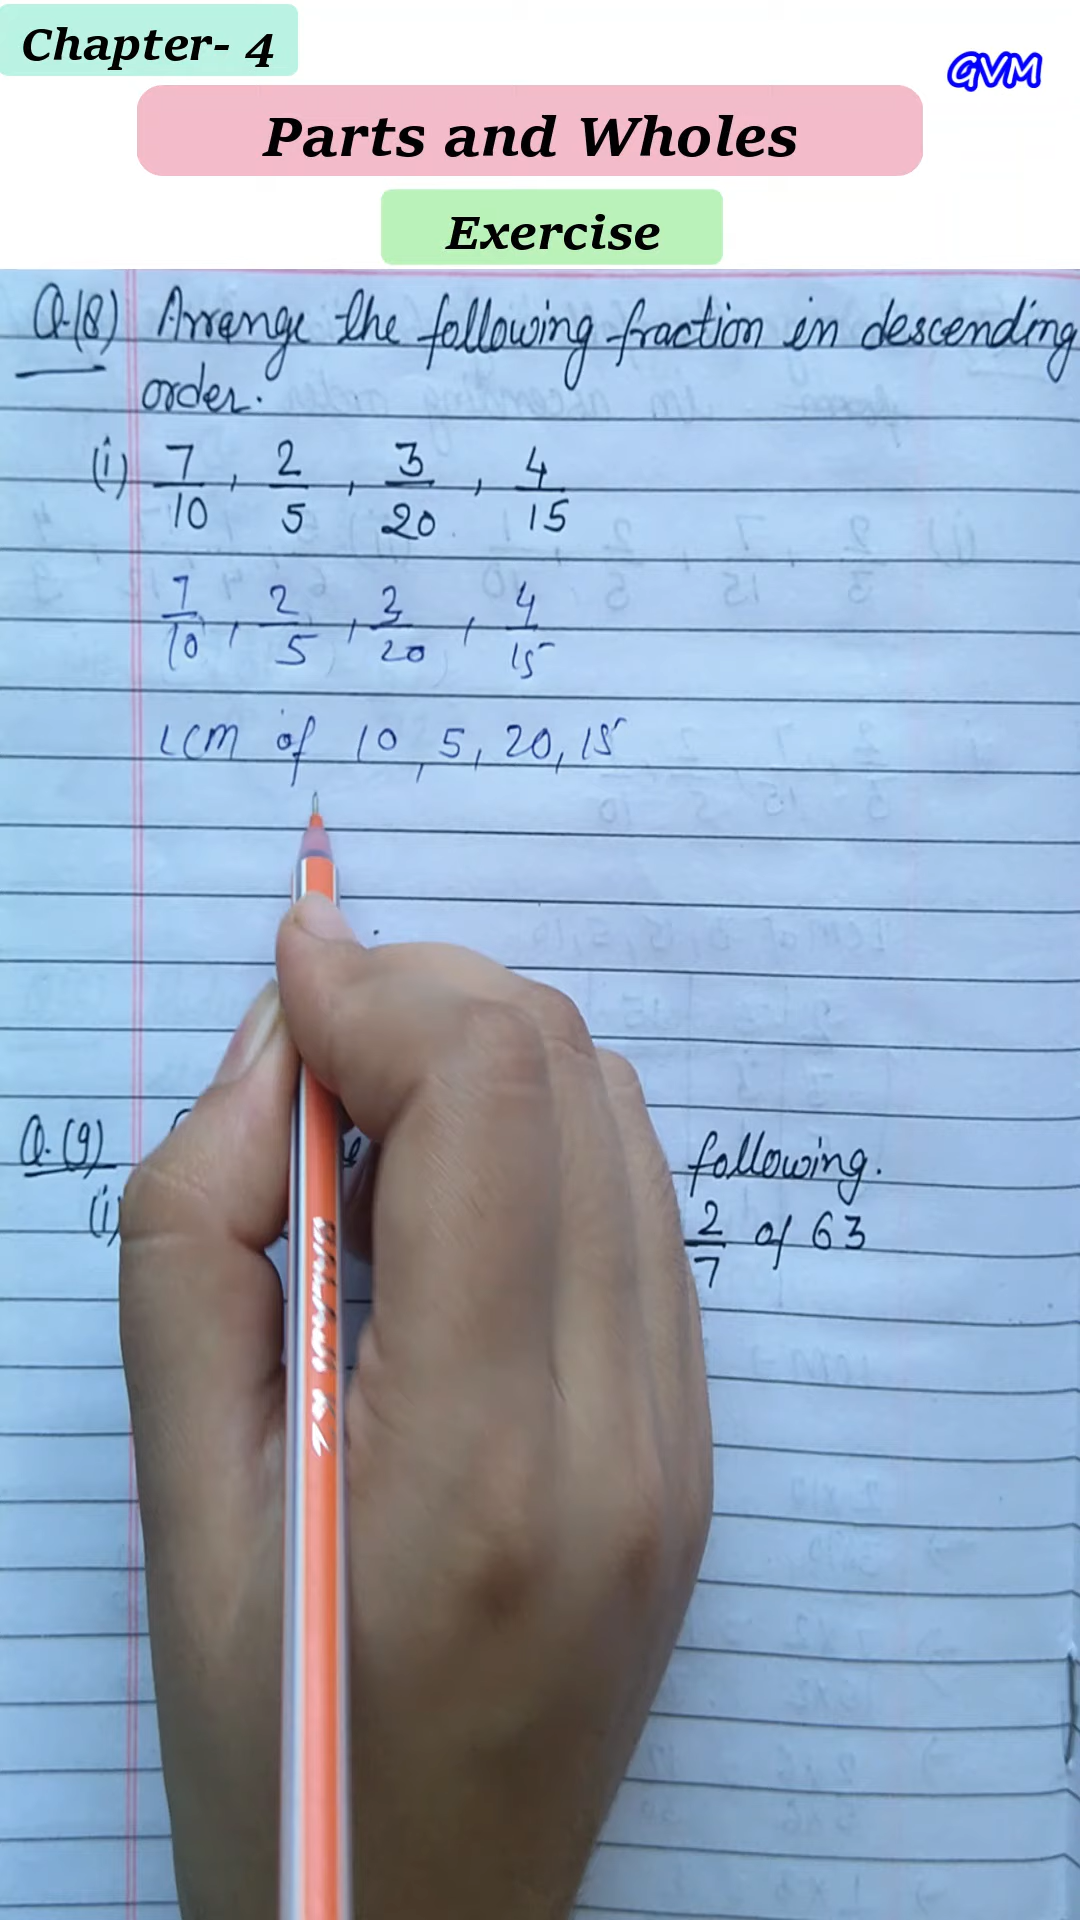 Chapter- 4
GVM
Parts and Wholes
Exercise
Q.(8) Arrange the following fraction in descending
order.
(i) 7/10 , 2/5 , 3/20 , 4/15
7/10 , 2/5 , 3/20 , 4/15
LCM of 10, 5, 20, 15
Q.(9) following.
(i) 2/7 of 63